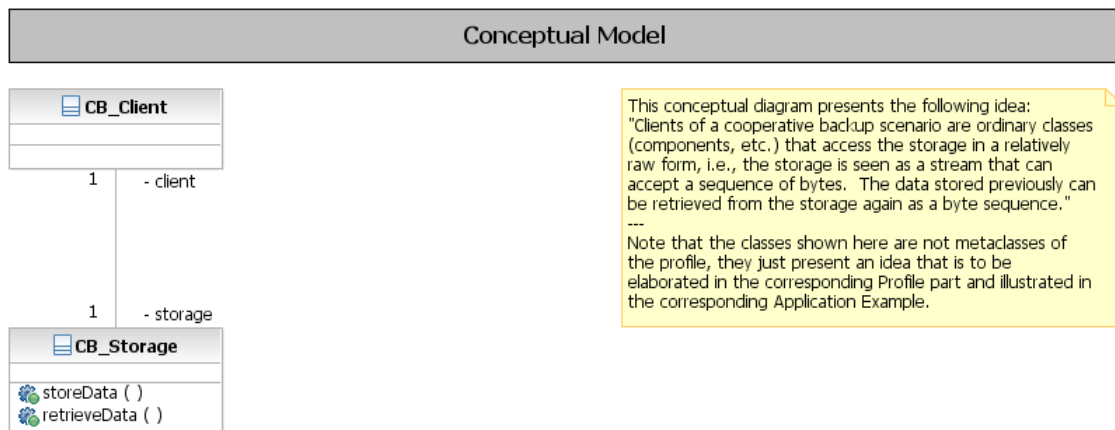 Conceptual Model
CB_Client
1 - client
1 - storage
CB_Storage
storeData ( )
retrieveData ( )
This conceptual diagram presents the following idea:
"Clients of a cooperative backup scenario are ordinary classes
(components, etc.) that access the storage in a relatively
raw form, i.e., the storage is seen as a stream that can
accept a sequence of bytes. The data stored previously can
be retrieved from the storage again as a byte sequence."
---
Note that the classes shown here are not metaclasses of
the profile, they just present an idea that is to be
elaborated in the corresponding Profile part and illustrated in
the corresponding Application Example.